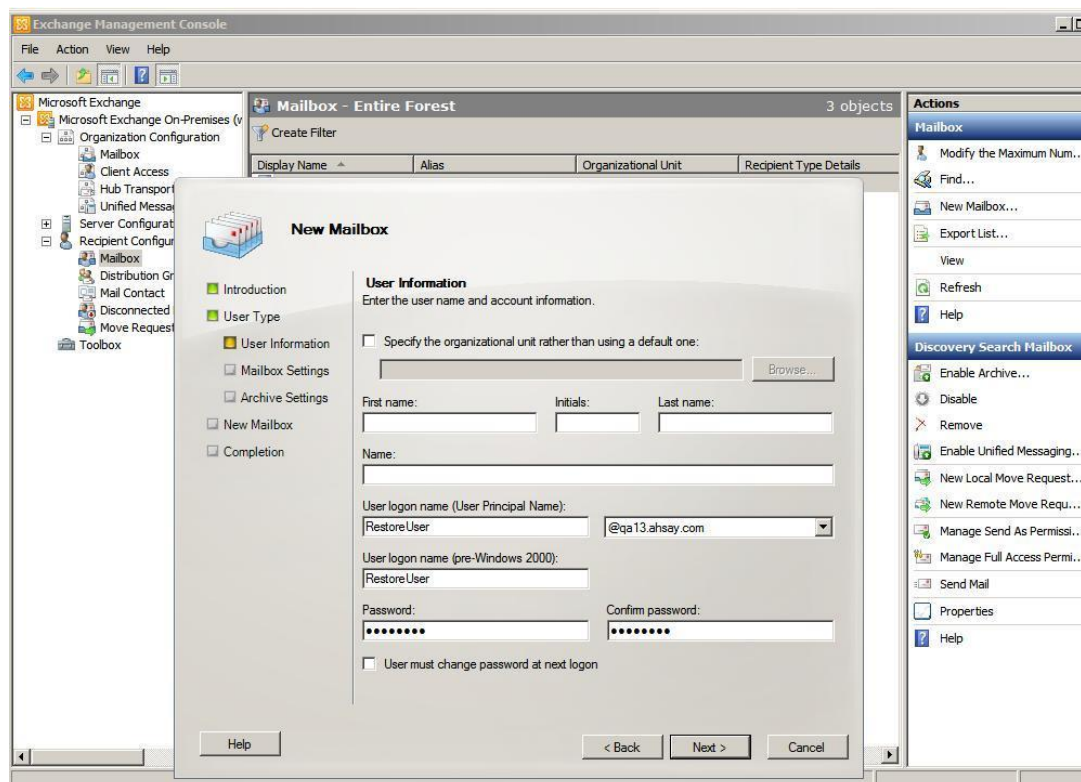 Exchange Management Console
File Action View Help
Microsoft Exchange
Microsoft Exchange On-Premises (w
Organization Configuration
Mailbox
Client Access
Hub Transport
Unified Messa
Server Configurat
Recipient Configur
Mailbox
Distribution Gr
Mail Contact
Disconnected
Move Request
Toolbox
Mailbox - Entire Forest 3 objects
Create Filter
Display Name Alias Organizational Unit Recipient Type Details
New Mailbox
Introduction
User Type
User Information
Mailbox Settings
Archive Settings
New Mailbox
Completion
User Information
Enter the user name and account information.
Specify the organizational unit rather than using a default one:
Browse...
First name: Initials: Last name:
Name:
User logon name (User Principal Name):
RestoreUser @qa13.ahsay.com
User logon name (pre-Windows 2000):
RestoreUser
Password: Confirm password:
●●●●●●●● ●●●●●●●●
User must change password at next logon
Help < Back Next > Cancel
Actions
Mailbox
Modify the Maximum Num...
Find...
New Mailbox...
Export List...
View
Refresh
Help
Discovery Search Mailbox
Enable Archive...
Disable
Remove
Enable Unified Messaging...
New Local Move Request...
New Remote Move Requ...
Manage Send As Permissi...
Manage Full Access Permi...
Send Mail
Properties
Help